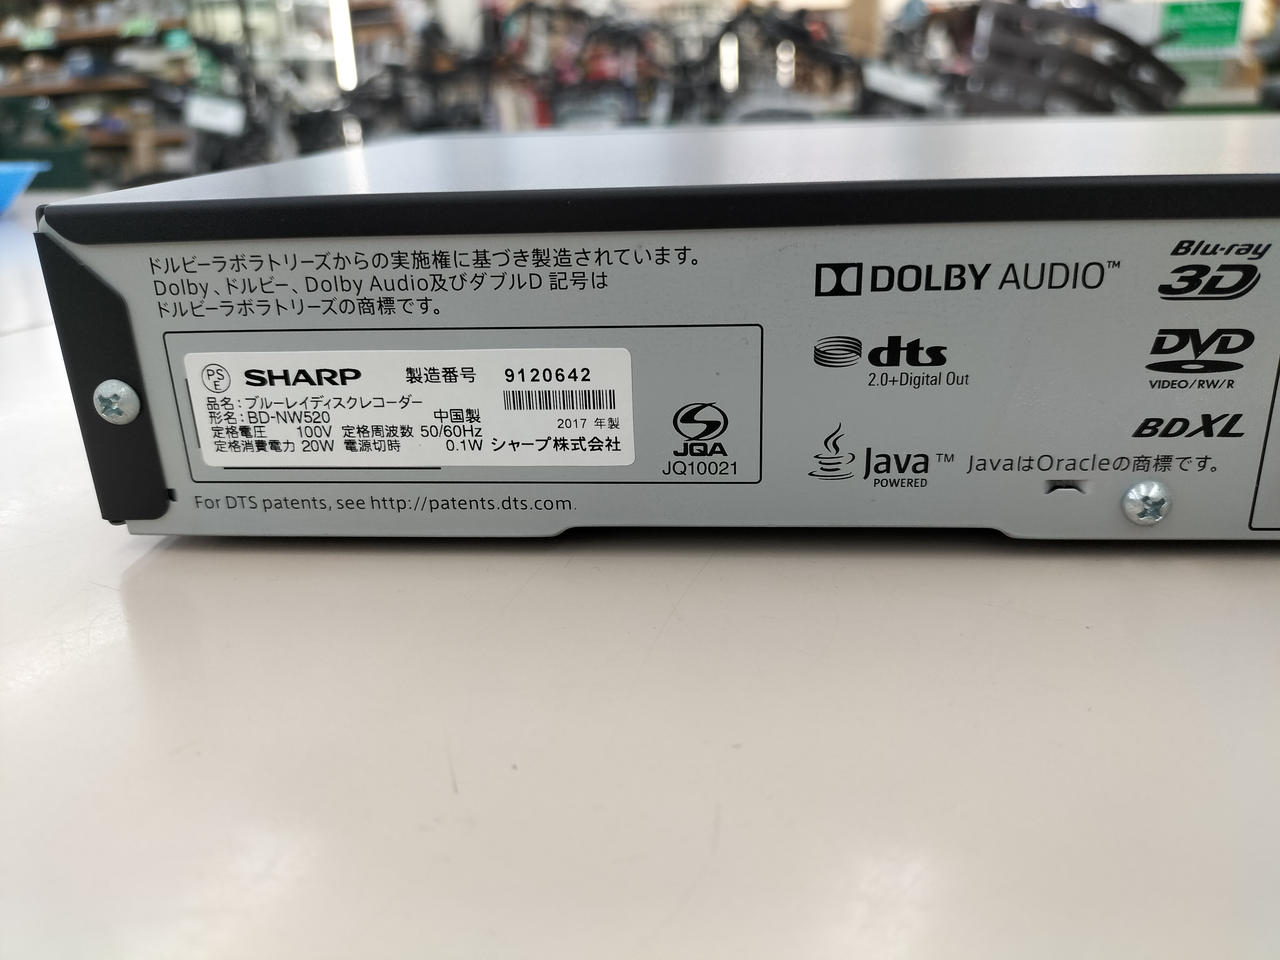 ドルビーラボラトリーズからの実施権に基づき製造されています。
Dolby、ドルビー、Dolby Audio及びダブルD 記号は
ドルビーラボラトリーズの商標です。
PS
E
SHARP
製造番号 9120642
品名：ブルーレイディスクレコーダー
形名：BD-NW520 中国製
2017 年製
定格電圧 100V 定格周波数 50/60Hz
定格消費電力 20W 電源切時 0.1W シャープ株式会社
JQA
JQ10021
For DTS patents, see http://patents.dts.com.
DOLBY AUDIO™
Blu-ray
3D
dts
2.0+Digital Out
DVD
VIDEO/RW/R
BDXL
Java™ JavaはOracleの商標です。
POWERED